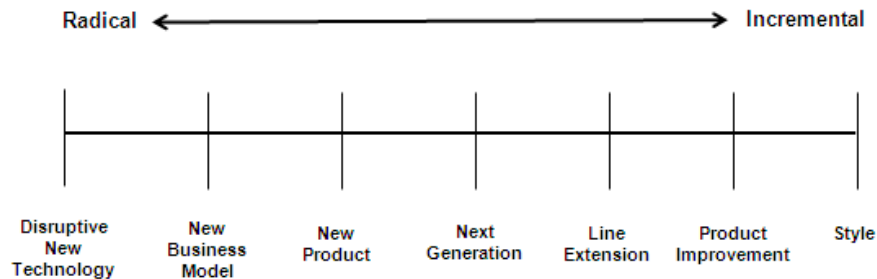 Radical
Incremental
Disruptive
New
Technology
New
Business
Model
New
Product
Next
Generation
Line
Extension
Product
Improvement
Style